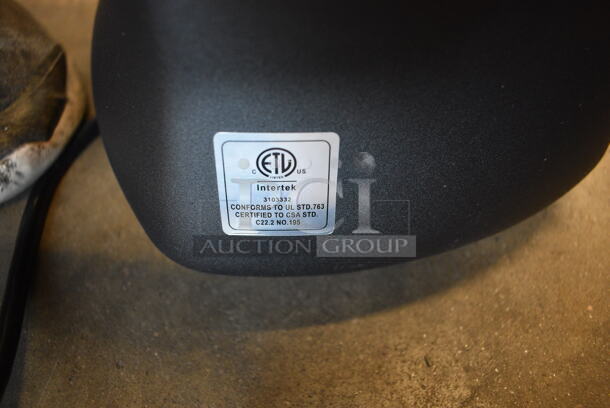 C ETL US
LISTED
Intertek
3103332
CONFORMS TO UL STD.763
CERTIFIED TO CSA STD.
C22.2 NO.195
PCI
AUCTION GROUP